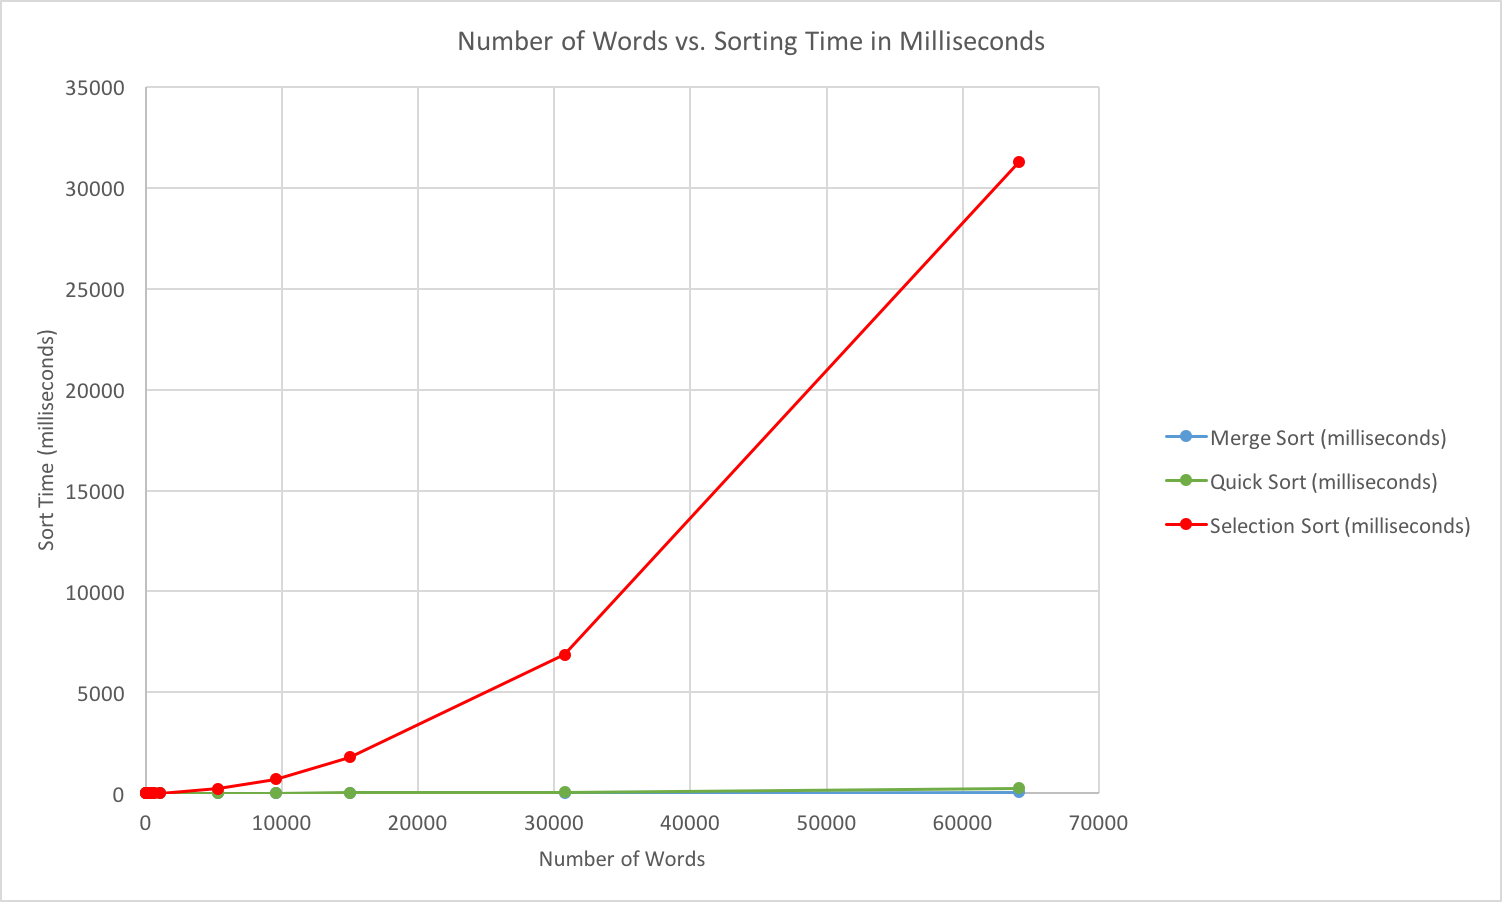 Number of Words vs. Sorting Time in Milliseconds
35000
30000
25000
20000
15000
10000
5000
0
Sort Time (milliseconds)
0 10000 20000 30000 40000 50000 60000 70000
Number of Words
Merge Sort (milliseconds)
Quick Sort (milliseconds)
Selection Sort (milliseconds)